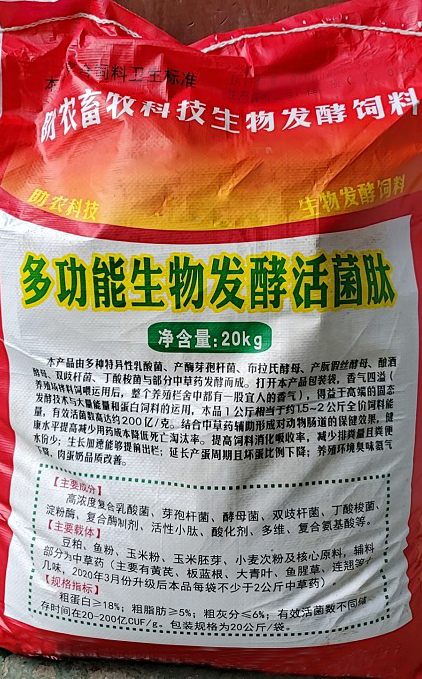 本
饲料卫生标准
助农畜牧科技生物发酵饲料
助农科技
生物发酵饲料
多功能生物发酵活菌肽
净含量:20kg
本产品由多种特异性乳酸菌、产酶芽孢杆菌、布拉氏酵母、产朊假丝酵母、酿酒
酵母、双歧杆菌、丁酸梭菌与部分中草药发酵而成。打开本产品包装袋，香气四溢（
养殖场拌料饲喂运用后，整个养殖栏舍中都有一股宜人的香气），得益于高端的固态
发酵技术与大量能量和蛋白饲料的运用，本品1公斤相当于约1.5-2公斤全价饲料能
量，有效活菌数高达约200亿/克。结合中草药辅助形成对动物肠道的保健效果，健
康水平提高减少用药成本降低死亡淘汰率。提高饲料消化吸收率，减少排粪量且粪便
水份少；生长加速能够提前出栏；延长产蛋周期且坏蛋比例下降；养殖环境臭味氨气
下降，肉蛋奶品质改善。
【主要成分】
高浓度复合乳酸菌、芽孢杆菌、酵母菌、双歧杆菌、丁酸梭菌、
淀粉酶、复合酶制剂、活性小肽、酸化剂、多维、复合氨基酸等。
【主要载体】
豆粕、鱼粉、玉米粉、玉米胚芽、小麦次粉及核心原料，辅料
部分为中草药（主要有黄芪、板蓝根、大青叶、鱼腥草、连翘等十
几味，2020年3月份升级后本品每袋不少于2公斤中草药）
【规格指标】
粗蛋白≥18%；粗脂肪≥5%；粗灰分≤6%；有效活菌数不同储
存时间在20-200亿CUF/g。包装规格为20公斤/袋。